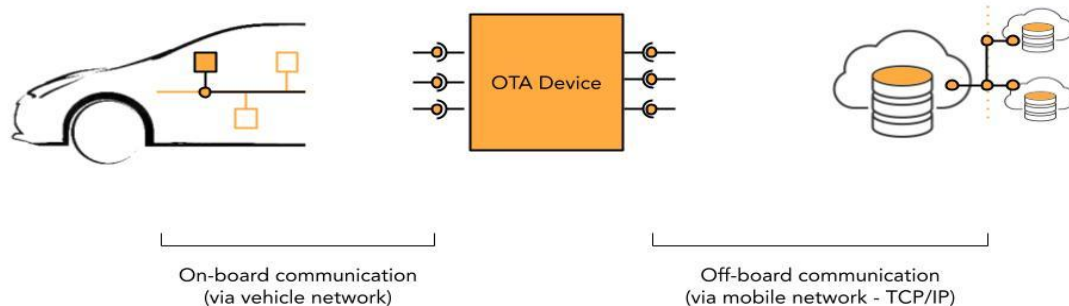 OTA Device
On-board communication
(via vehicle network)
Off-board communication
(via mobile network - TCP/IP)